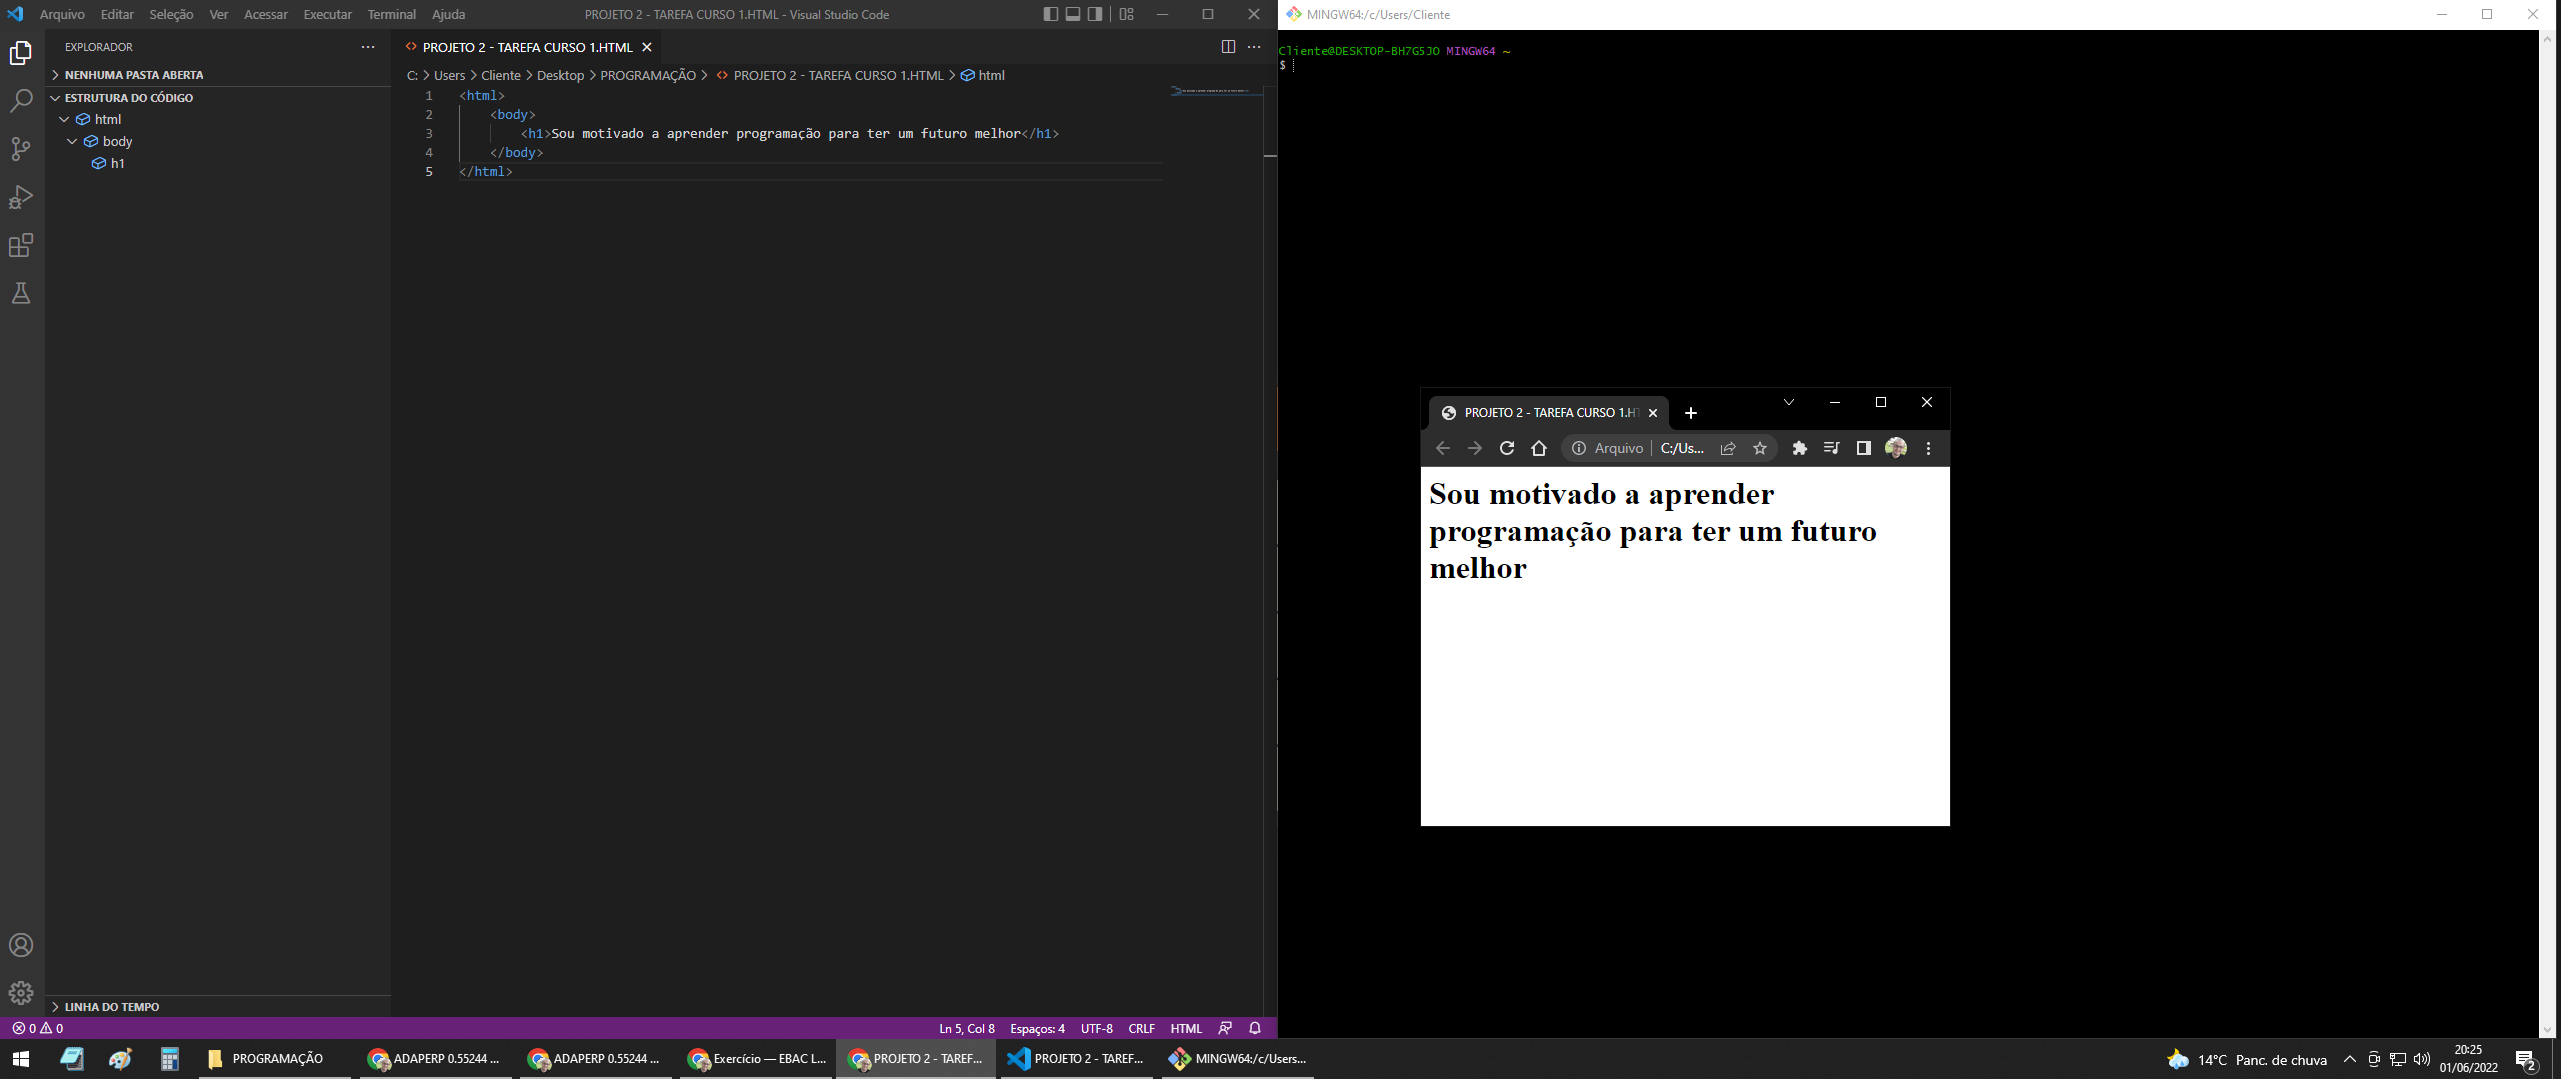 Arquivo Editar Seleção Ver Acessar Executar Terminal Ajuda
PROJETO 2 - TAREFA CURSO 1.HTML - Visual Studio Code
EXPLORADOR
NENHUMA PASTA ABERTA
ESTRUTURA DO CÓDIGO
html
body
h1
LINHA DO TEMPO
PROJETO 2 - TAREFA CURSO 1.HTML
C: > Users > Cliente > Desktop > PROGRAMAÇÃO > PROJETO 2 - TAREFA CURSO 1.HTML > html
1 <html>
2 <body>
3 <h1>Sou motivado a aprender programação para ter um futuro melhor</h1>
4 </body>
5 </html>
0 0
Ln 5, Col 8 Espaços: 4 UTF-8 CRLF HTML
MINGW64:/c/Users/Cliente
Cliente@DESKTOP-BH7G5JO MINGW64 ~
$
PROJETO 2 - TAREFA CURSO 1.HT
Arquivo C:/Us...
Sou motivado a aprender
programação para ter um futuro
melhor
PROGRAMAÇÃO
ADAPERP 0.55244 ...
ADAPERP 0.55244 ...
Exercício — EBAC L...
PROJETO 2 - TAREF...
PROJETO 2 - TAREF...
MINGW64:/c/Users...
14°C Panc. de chuva
20:25
01/06/2022
2